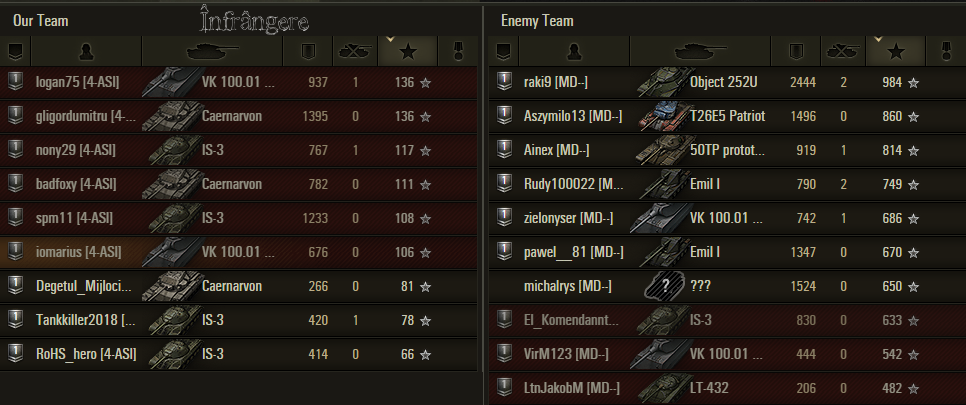 Our Team
Înfrângere
Enemy Team
logan75 [4-ASI] VK 100.01 ... 937 1 136
gligordumitru [4-... Caernarvon 1395 0 136
nony29 [4-ASI] IS-3 767 1 117
badfoxy [4-ASI] Caernarvon 782 0 111
spm11 [4-ASI] IS-3 1233 0 108
iomarius [4-ASI] VK 100.01 ... 676 0 106
Degetul_Mijloci... Caernarvon 266 0 81
Tankkiller2018 [... IS-3 420 1 78
RoHS_hero [4-ASI] IS-3 414 0 66
raki9 [MD--] Object 252U 2444 2 984
Aszymilo13 [MD--] T26E5 Patriot 1496 0 860
Ainex [MD--] 50TP protot... 919 1 814
Rudy100022 [M... Emil I 790 2 749
zielonyser [MD--] VK 100.01 ... 742 1 686
pawel__81 [MD--] Emil I 1347 0 670
michalrys [MD--] ? ??? 1524 0 650
El_Komendannt... IS-3 830 0 633
VirM123 [MD--] VK 100.01 ... 444 0 542
LtnJakobM [MD--] LT-432 206 0 482